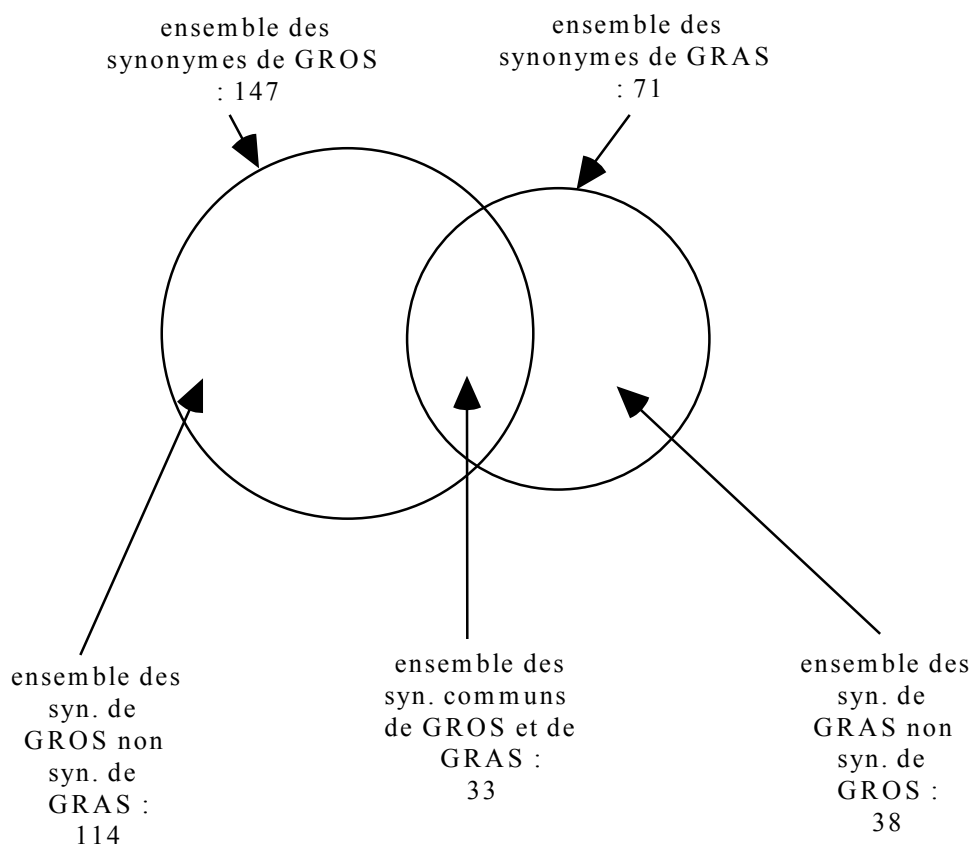 ensemble des
synonymes de GROS
: 147
ensemble des
synonymes de GRAS
: 71
ensemble des
syn. de
GROS non
syn. de
GRAS :
114
ensemble des
syn. communs
de GROS et de
GRAS :
33
ensemble des
syn. de
GRAS non
syn. de
GROS :
38